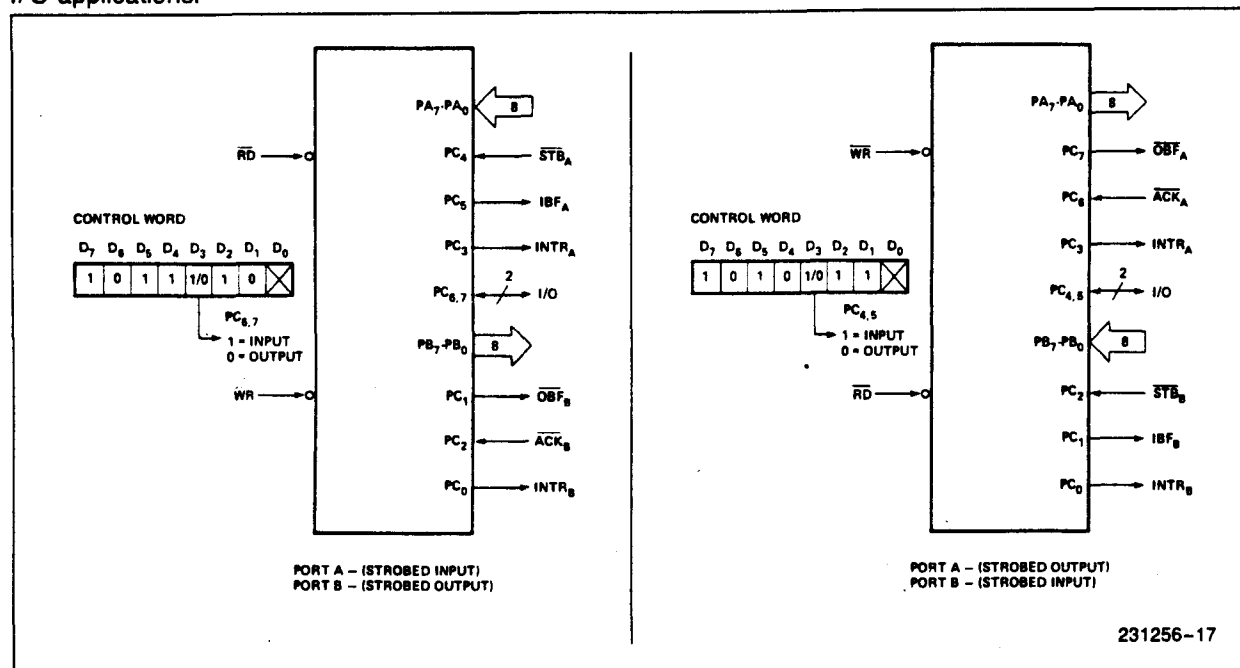 I/O applications.
PA7-PA0
8
RD
PC4
STBA
PC5
IBFA
CONTROL WORD
D7 D6 D5 D4 D3 D2 D1 D0
1 0 1 1 1/0 1 0 X
PC3
INTRA
PC6,7
2
I/O
PC6,7
1 = INPUT
0 = OUTPUT
PB7-PB0
8
WR
PC1
OBFB
PC2
ACKB
PC0
INTRB
PORT A – (STROBED INPUT)
PORT B – (STROBED OUTPUT)
PA7-PA0
8
WR
PC7
OBFA
PC6
ACKA
CONTROL WORD
D7 D6 D5 D4 D3 D2 D1 D0
1 0 1 0 1/0 1 1 X
PC3
INTRA
PC4,5
2
I/O
PC4,5
1 = INPUT
0 = OUTPUT
PB7-PB0
8
RD
PC2
STBB
PC1
IBFB
PC0
INTRB
PORT A – (STROBED OUTPUT)
PORT B – (STROBED INPUT)
231256–17